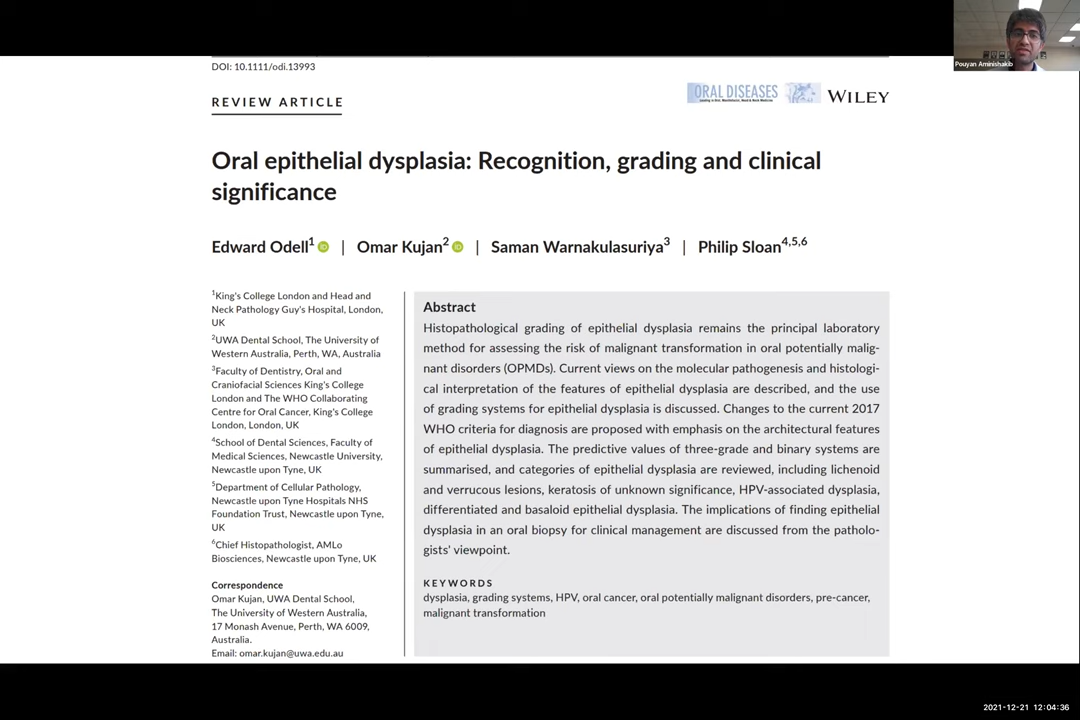 Pouyan Aminishakib
DOI: 10.1111/odi.13993
REVIEW ARTICLE
ORAL DISEASES
WILEY
Oral epithelial dysplasia: Recognition, grading and clinical
significance
Edward Odell1 | Omar Kujan2 | Saman Warnakulasuriya3 | Philip Sloan4,5,6
1King's College London and Head and
Neck Pathology Guy's Hospital, London,
UK
2UWA Dental School, The University of
Western Australia, Perth, WA, Australia
3Faculty of Dentistry, Oral and
Craniofacial Sciences King's College
London and The WHO Collaborating
Centre for Oral Cancer, King's College
London, London, UK
4School of Dental Sciences, Faculty of
Medical Sciences, Newcastle University,
Newcastle upon Tyne, UK
5Department of Cellular Pathology,
Newcastle upon Tyne Hospitals NHS
Foundation Trust, Newcastle upon Tyne,
UK
6Chief Histopathologist, AMLo
Biosciences, Newcastle upon Tyne, UK
Correspondence
Omar Kujan, UWA Dental School,
The University of Western Australia,
17 Monash Avenue, Perth, WA 6009,
Australia.
Email: omar.kujan@uwa.edu.au
Abstract
Histopathological grading of epithelial dysplasia remains the principal laboratory
method for assessing the risk of malignant transformation in oral potentially malig-
nant disorders (OPMDs). Current views on the molecular pathogenesis and histologi-
cal interpretation of the features of epithelial dysplasia are described, and the use
of grading systems for epithelial dysplasia is discussed. Changes to the current 2017
WHO criteria for diagnosis are proposed with emphasis on the architectural features
of epithelial dysplasia. The predictive values of three-grade and binary systems are
summarised, and categories of epithelial dysplasia are reviewed, including lichenoid
and verrucous lesions, keratosis of unknown significance, HPV-associated dysplasia,
differentiated and basaloid epithelial dysplasia. The implications of finding epithelial
dysplasia in an oral biopsy for clinical management are discussed from the patholo-
gists' viewpoint.
KEYWORDS
dysplasia, grading systems, HPV, oral cancer, oral potentially malignant disorders, pre-cancer,
malignant transformation
2021-12-21 12:04:36